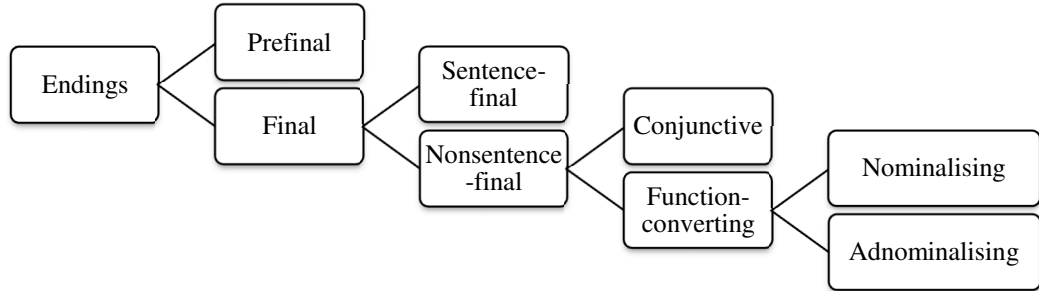 Endings
Prefinal
Final
Sentence-
final
Nonsentence
-final
Conjunctive
Function-
converting
Nominalising
Adnominalising